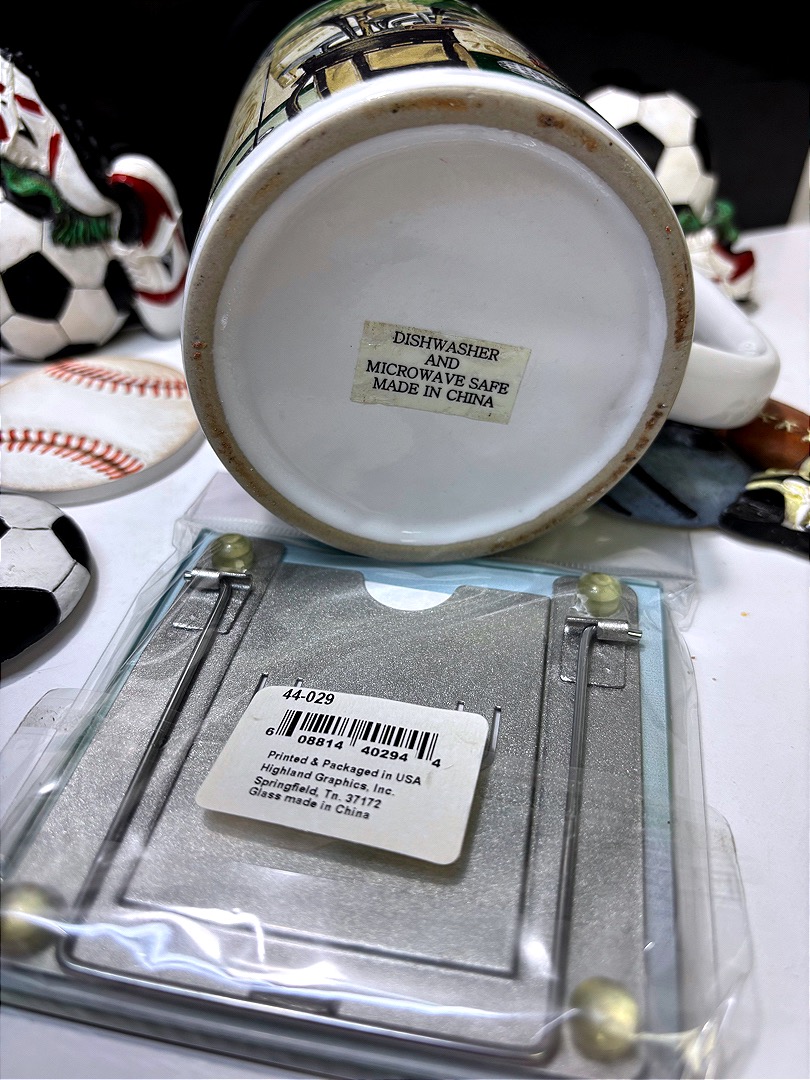 DISHWASHER
AND
MICROWAVE SAFE
MADE IN CHINA
44-029
6 08814 40294 4
Printed & Packaged in USA
Highland Graphics, Inc.
Springfield, Tn. 37172
Glass made in China